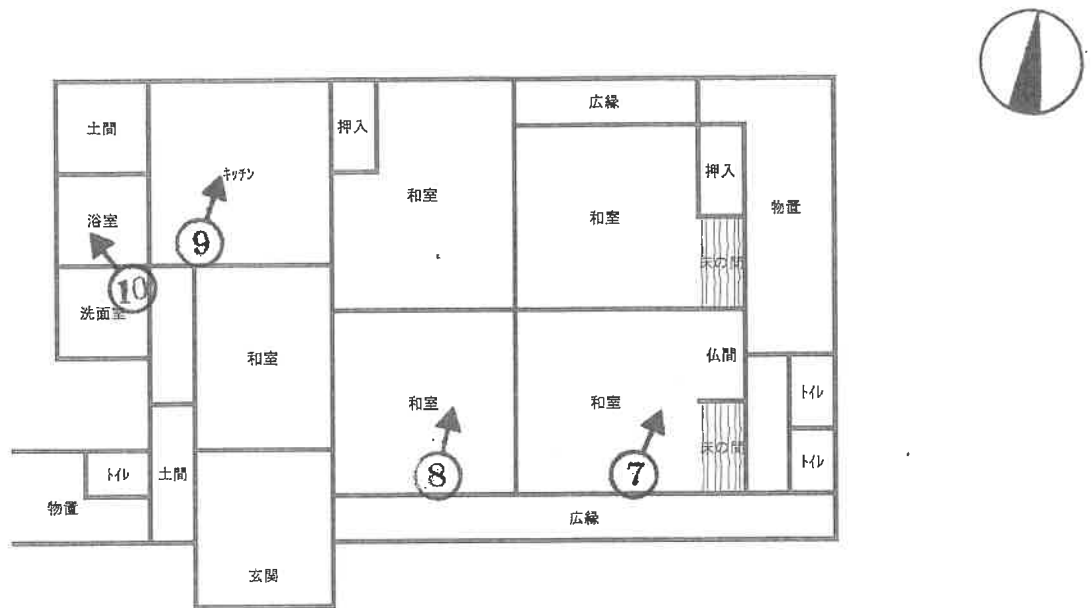 広縁
土間
押入
キッチン
和室
押入
物置
浴室
和室
9
床の間
10
洗面室
和室
仏間
トイレ
和室
和室
床の間
トイレ
トイレ
土間
8
7
物置
広縁
玄関